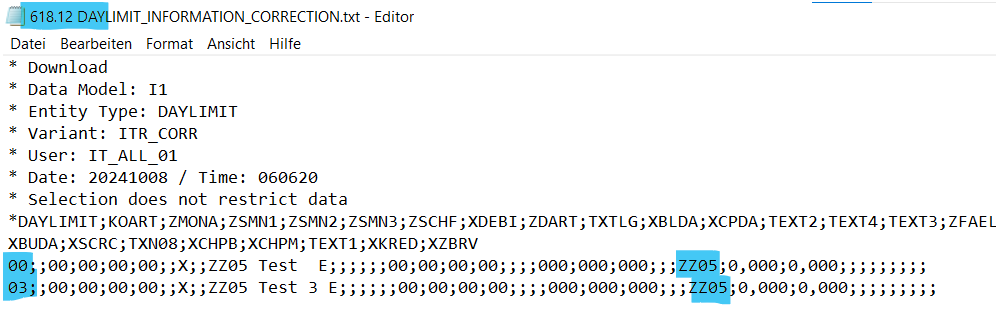 618.12 DAYLIMIT_INFORMATION_CORRECTION.txt - Editor
Datei Bearbeiten Format Ansicht Hilfe
* Download
* Data Model: I1
* Entity Type: DAYLIMIT
* Variant: ITR_CORR
* User: IT_ALL_01
* Date: 20241008 / Time: 060620
* Selection does not restrict data
*DAYLIMIT;KOART;ZMONA;ZSMN1;ZSMN2;ZSMN3;ZSCHF;XDEBI;ZDART;TXTLG;XBLDA;XCPDA;TEXT2;TEXT4;TEXT3;ZFAEL
XBUDA;XSCRC;TXN08;XCHPB;XCHPM;TEXT1;XKRED;XZBRV
00;;00;00;00;00;;X;;ZZ05 Test  E;;;;;;00;00;00;00;;;;000;000;000;;;ZZ05;0,000;0,000;;;;;;;;;
03;;00;00;00;00;;X;;ZZ05 Test 3 E;;;;;;00;00;00;00;;;;000;000;000;;;ZZ05;0,000;0,000;;;;;;;;;